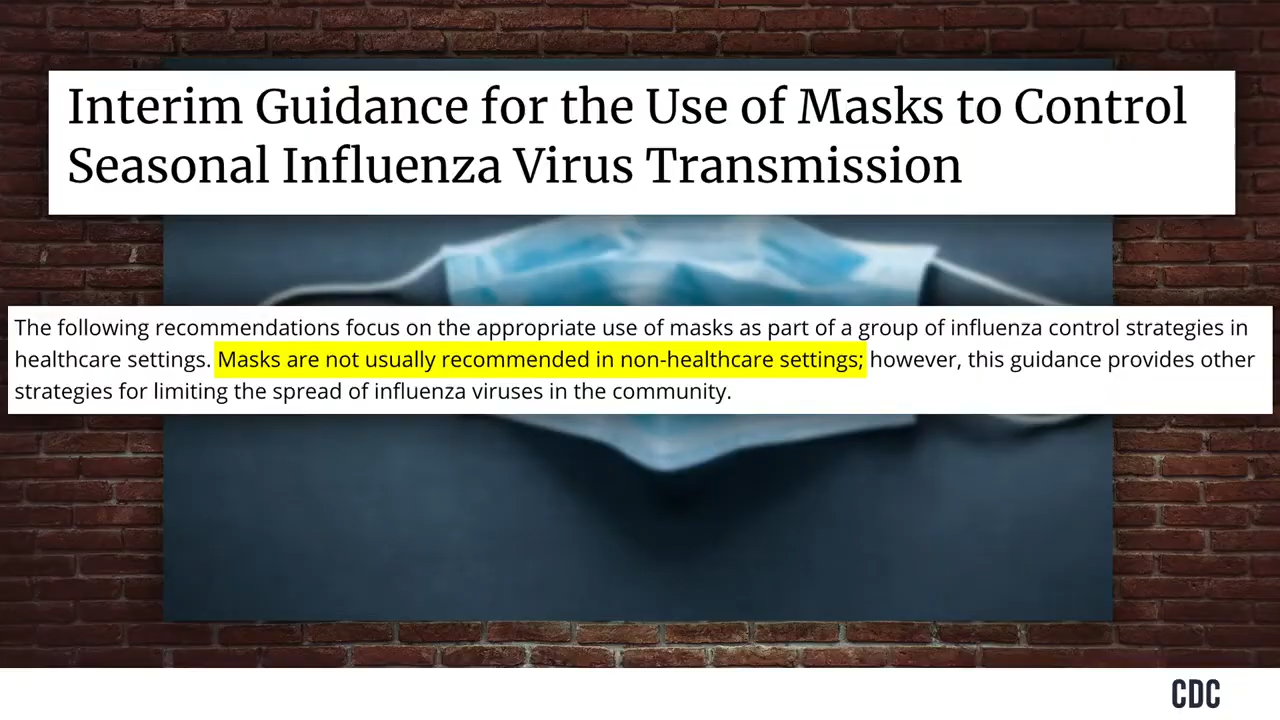 Interim Guidance for the Use of Masks to Control
Seasonal Influenza Virus Transmission
The following recommendations focus on the appropriate use of masks as part of a group of influenza control strategies in
healthcare settings. Masks are not usually recommended in non-healthcare settings; however, this guidance provides other
strategies for limiting the spread of influenza viruses in the community.
CDC